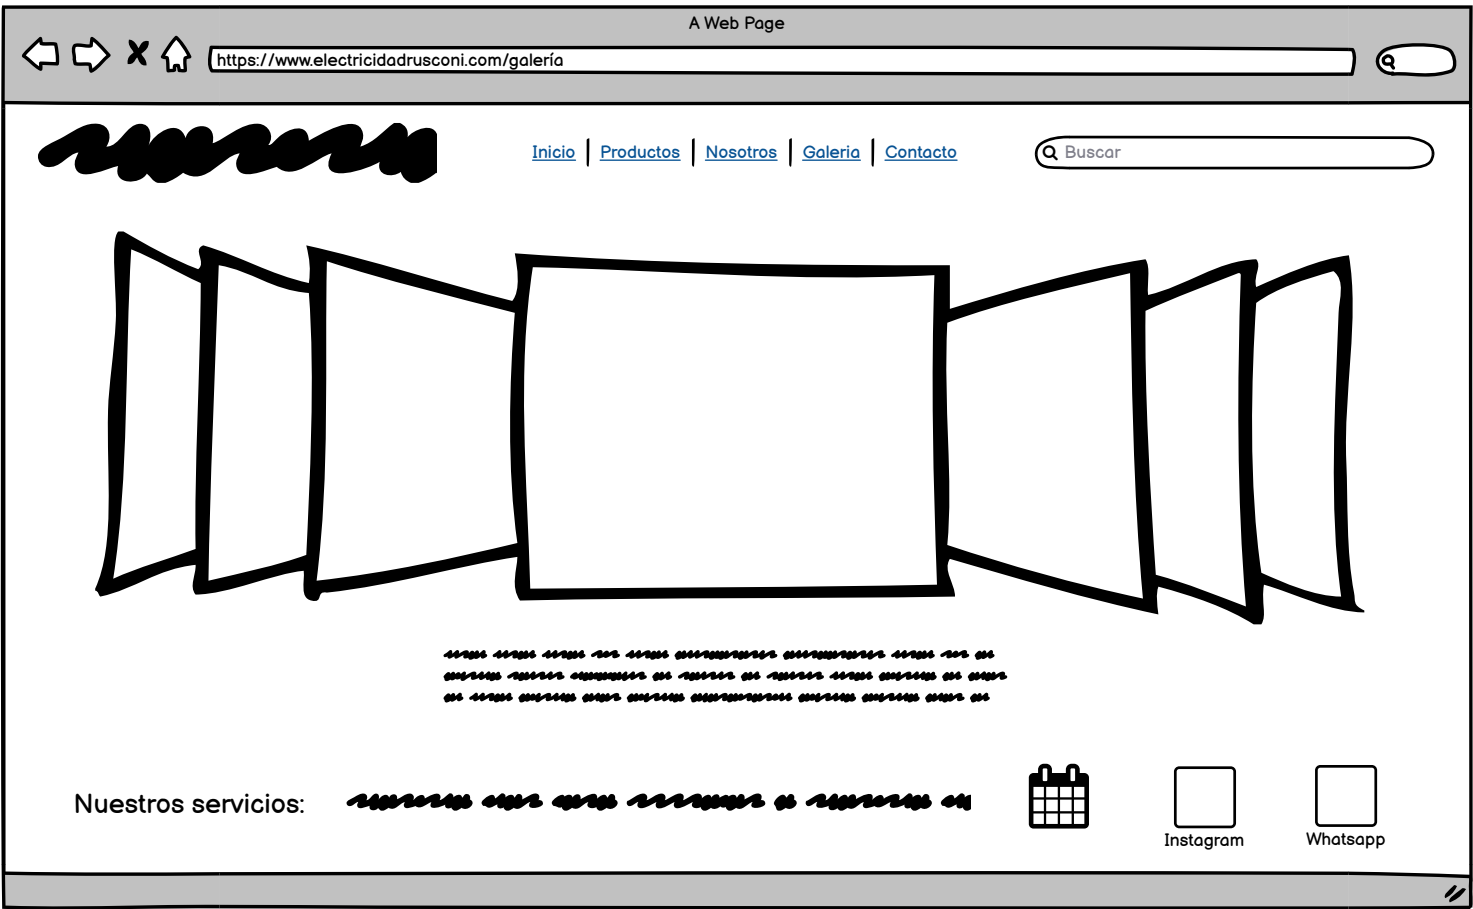 A Web Page
https://www.electricidadrusconi.com/galería
Inicio | Productos | Nosotros | Galeria | Contacto
Buscar
Nuestros servicios:
Instagram
Whatsapp